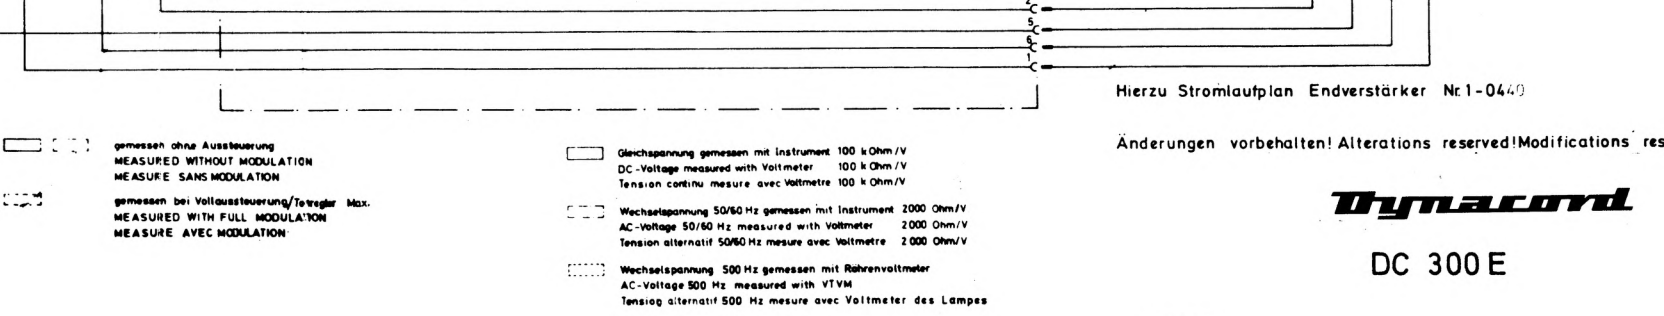 2
5
6
1
Hierzu Stromlaufplan Endverstärker Nr. 1-0440
Änderungen vorbehalten! Alterations reserved! Modifications res
gemessen ohne Aussteuerung
MEASURED WITHOUT MODULATION
MEASURE SANS MODULATION
gemessen bei Vollaussteuerung/Teilregler Max.
MEASURED WITH FULL MODULATION
MEASURE AVEC MODULATION
Gleichspannung gemessen mit Instrument 100 kOhm/V
DC-Voltage measured with Voltmeter 100 kOhm/V
Tension continu mesure avec Voltmetre 100 kOhm/V
Wechselspannung 50/60 Hz gemessen mit Instrument 2000 Ohm/V
AC-Voltage 50/60 Hz measured with Voltmeter 2000 Ohm/V
Tension alternatif 50/60 Hz mesure avec Voltmetre 2000 Ohm/V
Wechselspannung 500 Hz gemessen mit Röhrenvoltmeter
AC-Voltage 500 Hz measured with VTVM
Tension alternatif 500 Hz mesure avec Voltmeter des Lampes
Dynacord
DC 300 E